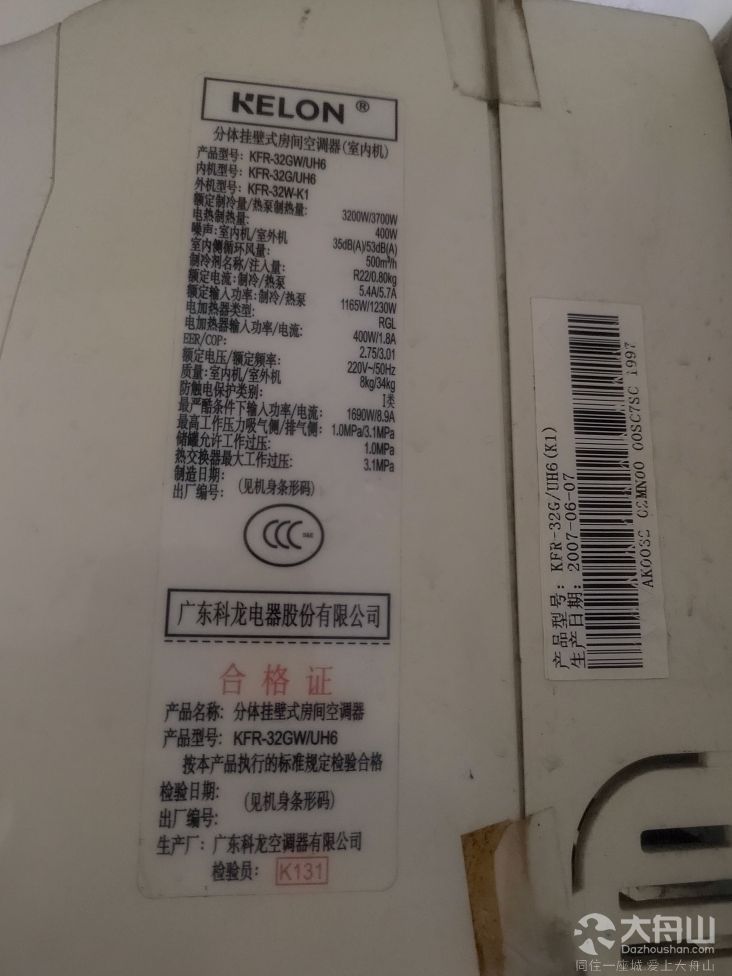 KELON ®
分体挂壁式房间空调器(室内机)
产品型号: KFR-32GW/UH6
内机型号: KFR-32G/UH6
外机型号: KFR-32W-K1
额定制冷量/热泵制热量: 3200W/3700W
电热制热量: 400W
噪声:室内机/室外机 35dB(A)/53dB(A)
室内侧循环风量: 500m³/h
制冷剂名称/注入量: R22/0.80kg
额定电流:制冷/热泵 5.4A/5.7A
额定输入功率:制冷/热泵 1165W/1230W
电加热器类型: RGL
电加热器输入功率/电流: 400W/1.8A
EER/COP: 2.75/3.01
额定电压/额定频率: 220V~/50Hz
质量:室内机/室外机 8kg/34kg
防触电保护类别: I类
最严酷条件下输入功率/电流: 1690W/8.9A
最高工作压力吸气侧/排气侧: 1.0MPa/3.1MPa
储罐允许工作过压: 1.0MPa
热交换器最大工作过压: 3.1MPa
制造日期:
出厂编号: (见机身条形码)
CCC S&E
广东科龙电器股份有限公司
合格证
产品名称: 分体挂壁式房间空调器
产品型号: KFR-32GW/UH6
按本产品执行的标准规定检验合格
检验日期:
出厂编号: (见机身条形码)
生产厂: 广东科龙空调器有限公司
检验员: K131
产品型号: KFR-32G/UH6(K1)
生产日期: 2007-06-07
大舟山
Dazhoushan.com
同住一座城 爱上大舟山